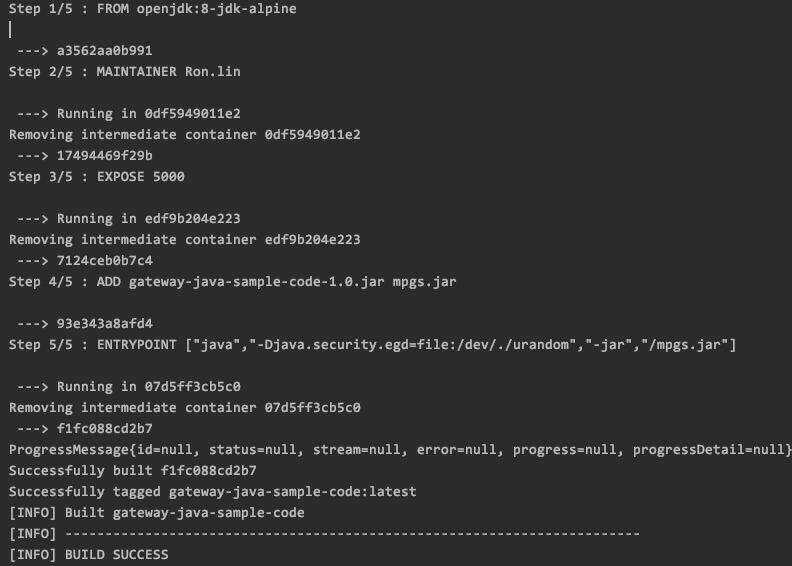 Step 1/5 : FROM openjdk:8-jdk-alpine
---> a3562aa0b991
Step 2/5 : MAINTAINER Ron.lin
---> Running in 0df5949011e2
Removing intermediate container 0df5949011e2
---> 17494469f29b
Step 3/5 : EXPOSE 5000
---> Running in edf9b204e223
Removing intermediate container edf9b204e223
---> 7124ceb0b7c4
Step 4/5 : ADD gateway-java-sample-code-1.0.jar mpgs.jar
---> 93e343a8afd4
Step 5/5 : ENTRYPOINT ["java","-Djava.security.egd=file:/dev/./urandom","-jar","/mpgs.jar"]
---> Running in 07d5ff3cb5c0
Removing intermediate container 07d5ff3cb5c0
---> f1fc088cd2b7
ProgressMessage{id=null, status=null, stream=null, error=null, progress=null, progressDetail=null}
Successfully built f1fc088cd2b7
Successfully tagged gateway-java-sample-code:latest
[INFO] Built gateway-java-sample-code
[INFO] ------------------------------------------------------------------------
[INFO] BUILD SUCCESS